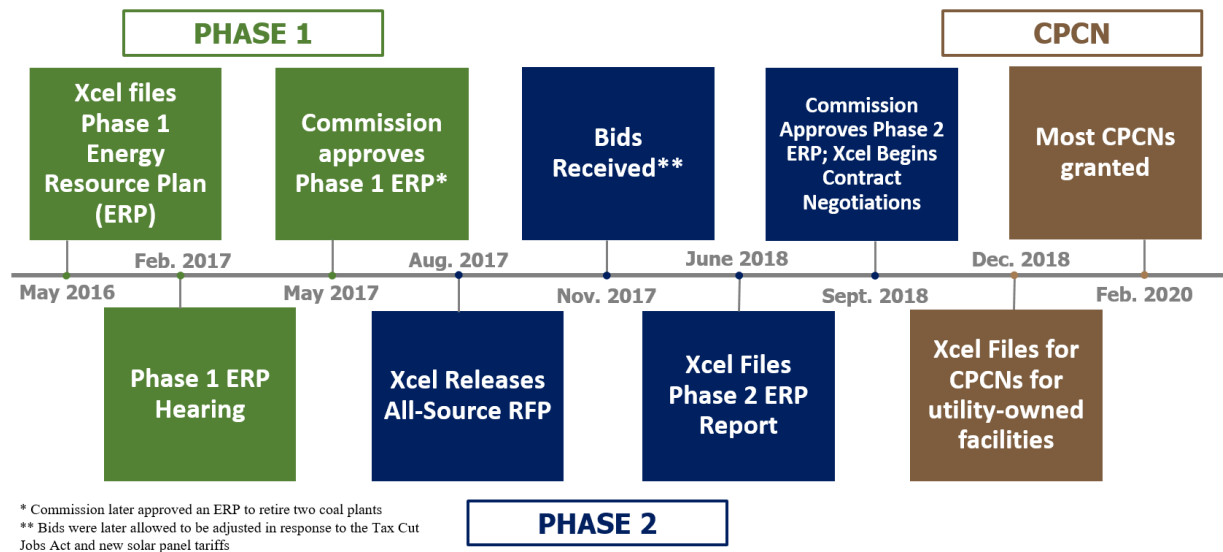 PHASE 1
CPCN
Xcel files
Phase 1
Energy
Resource Plan
(ERP)
Commission
approves
Phase 1 ERP*
Bids
Received**
Commission
Approves Phase 2
ERP; Xcel Begins
Contract
Negotiations
Most CPCNs
granted
Feb. 2017
Aug. 2017
June 2018
Dec. 2018
May 2016
May 2017
Nov. 2017
Sept. 2018
Feb. 2020
Phase 1 ERP
Hearing
Xcel Releases
All-Source RFP
Xcel Files
Phase 2 ERP
Report
Xcel Files for
CPCNs for
utility-owned
facilities
* Commission later approved an ERP to retire two coal plants
** Bids were later allowed to be adjusted in response to the Tax Cut
Jobs Act and new solar panel tariffs
PHASE 2